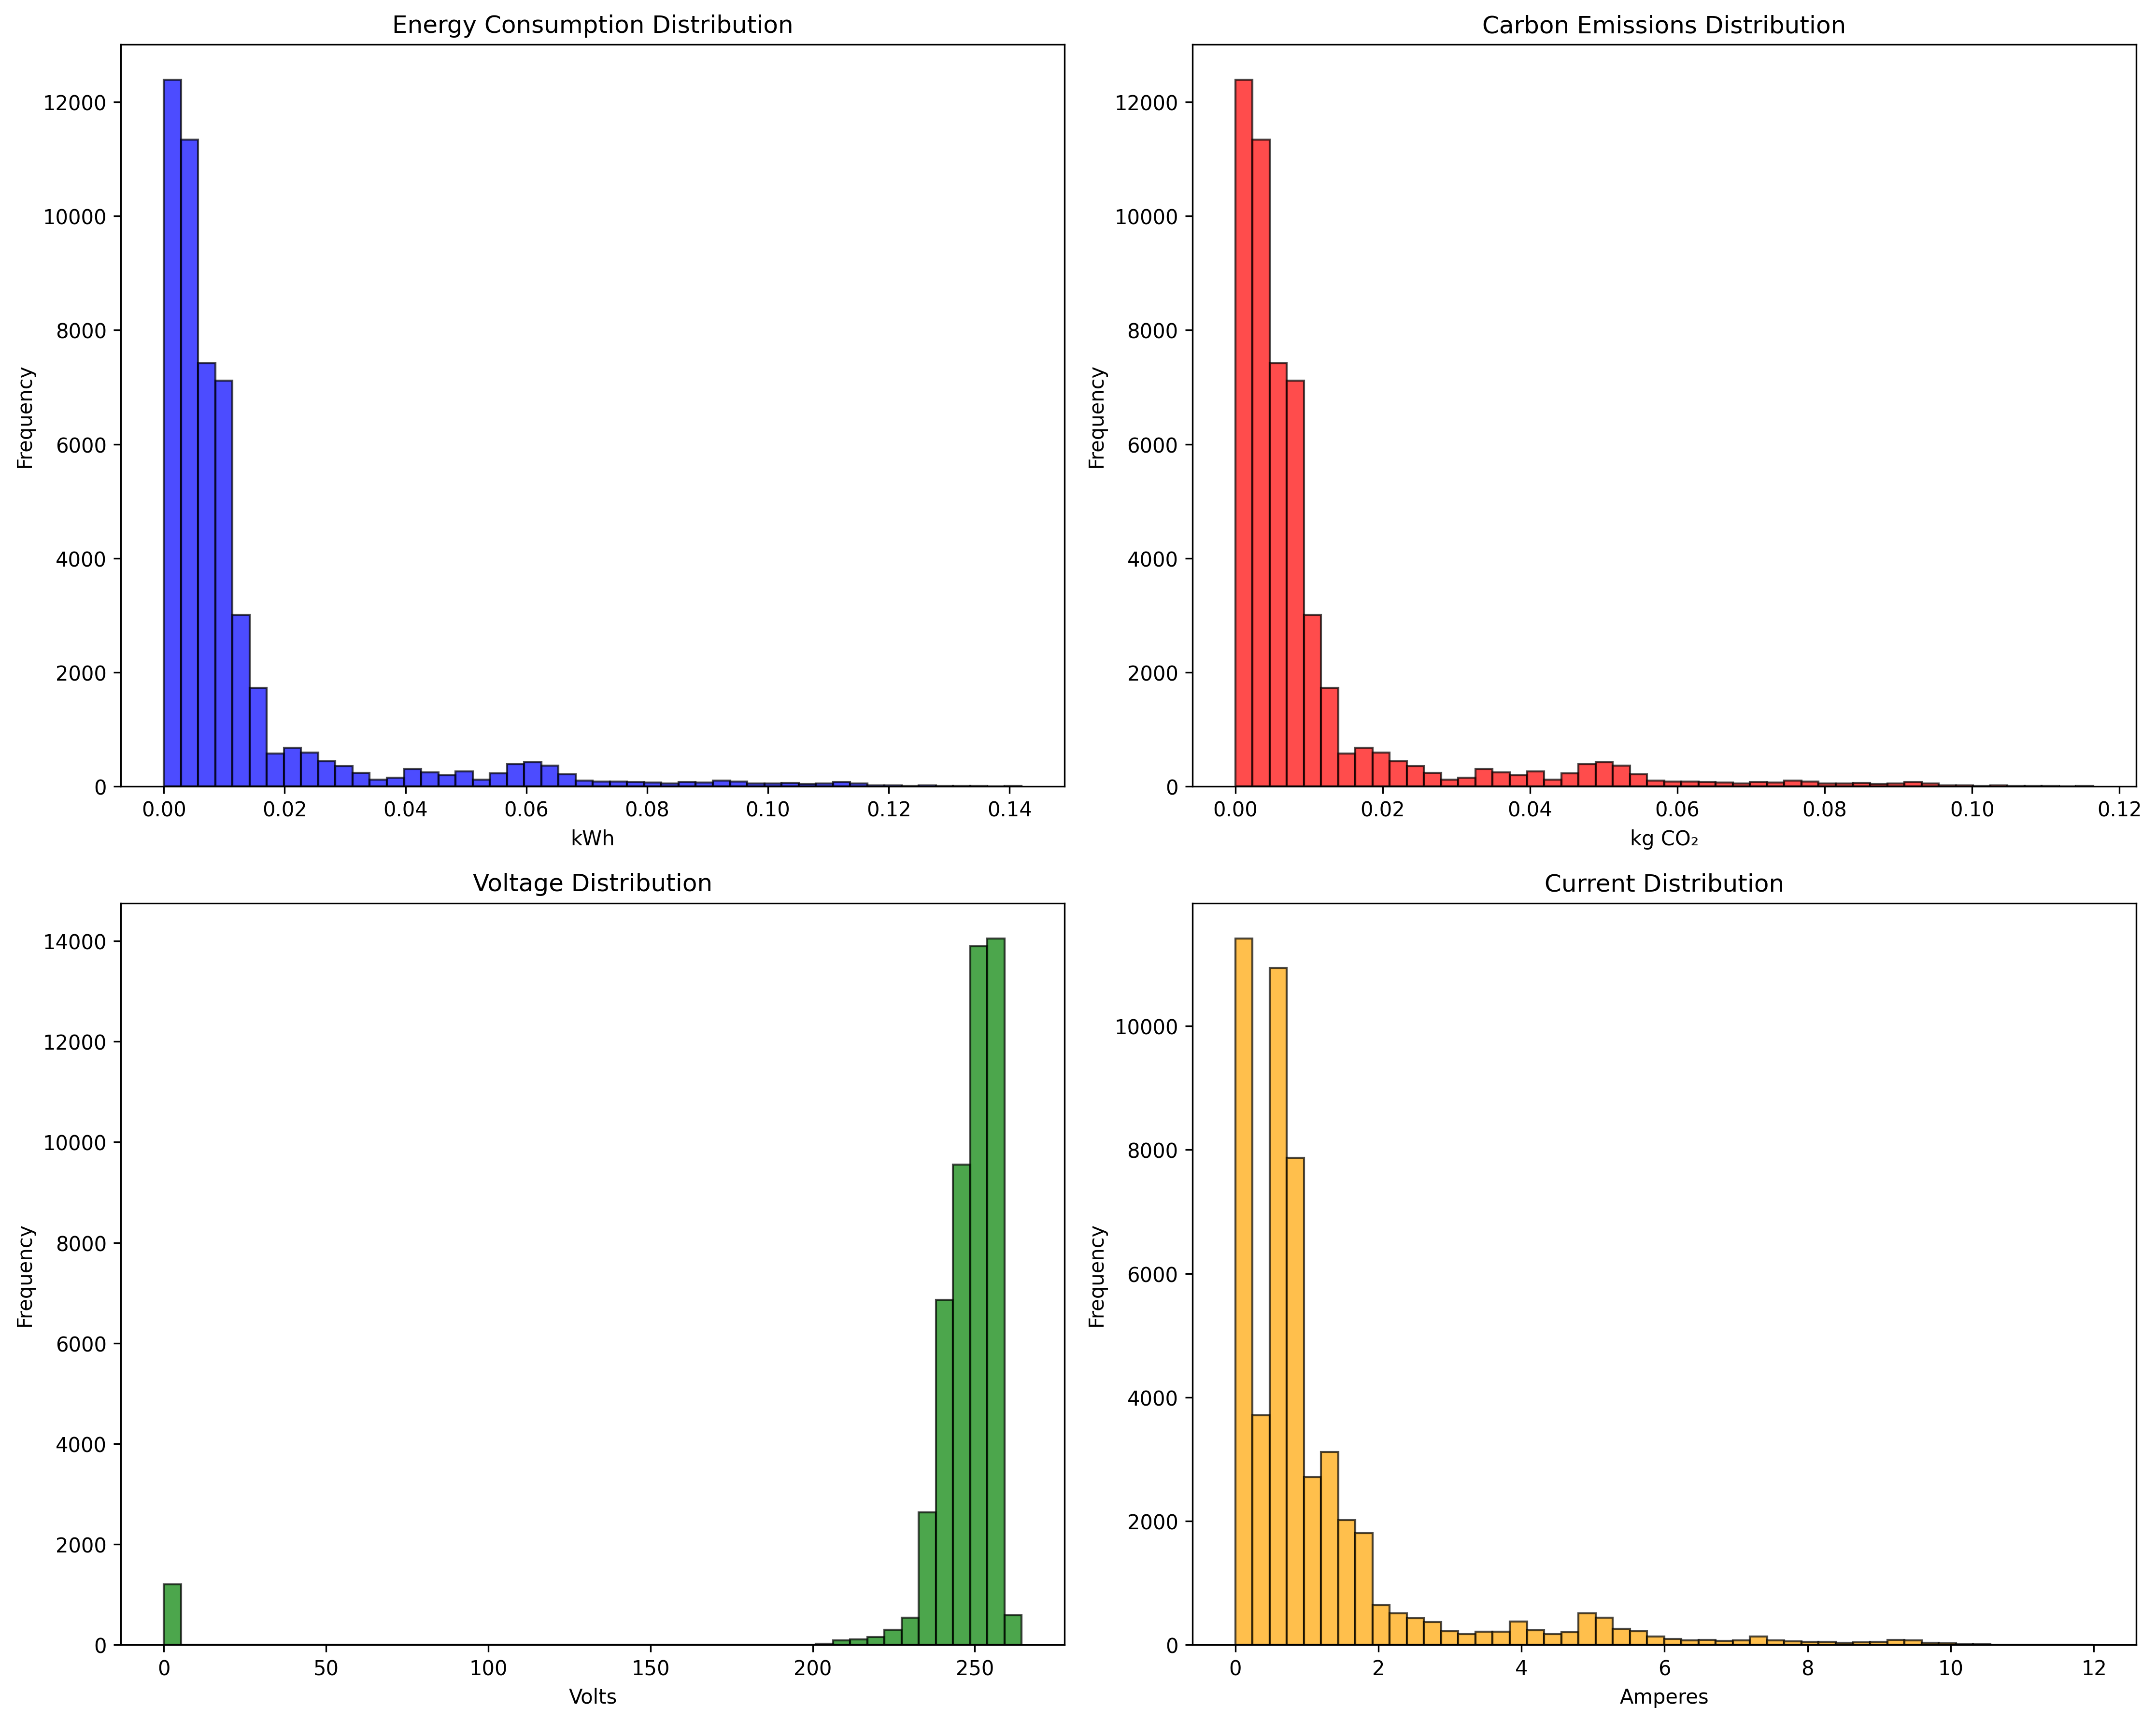 Energy Consumption Distribution
12000
10000
8000
6000
4000
2000
0
Frequency
0.00 0.02 0.04 0.06 0.08 0.10 0.12 0.14
kWh
Carbon Emissions Distribution
12000
10000
8000
6000
4000
2000
0
Frequency
0.00 0.02 0.04 0.06 0.08 0.10 0.12
kg CO₂
Voltage Distribution
14000
12000
10000
8000
6000
4000
2000
0
Frequency
0 50 100 150 200 250
Volts
Current Distribution
10000
8000
6000
4000
2000
0
Frequency
0 2 4 6 8 10 12
Amperes